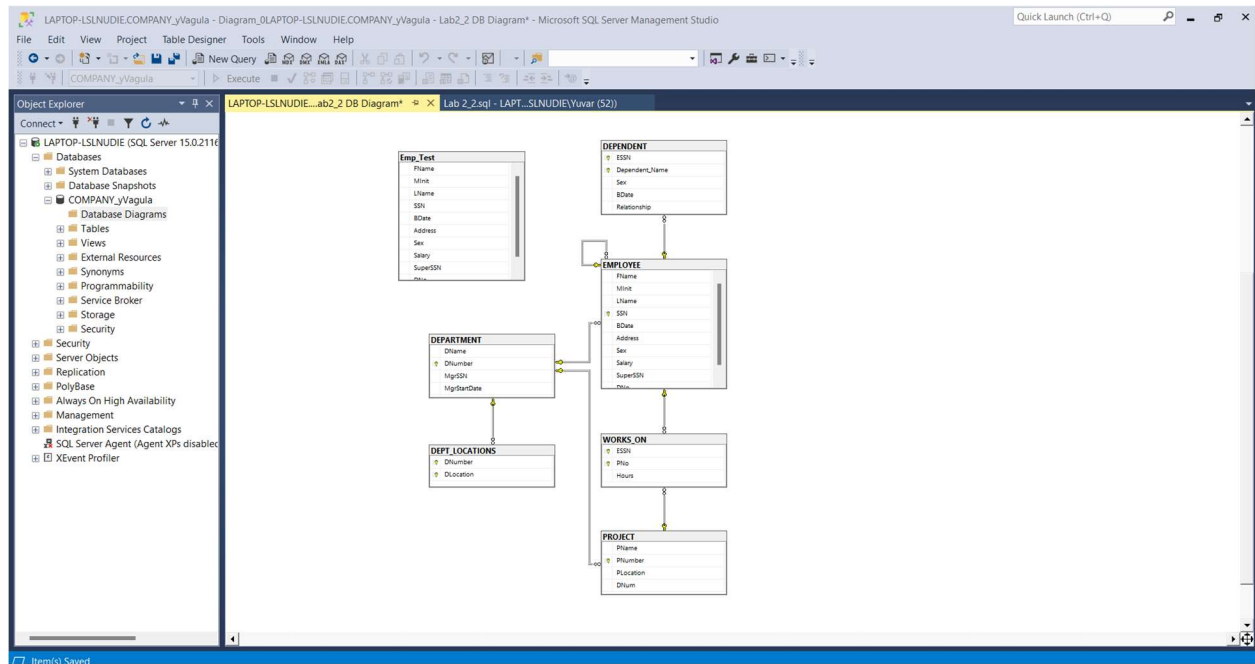 LAPTOP-LSLNUDIE.COMPANY_yVagula - Diagram_0LAPTOP-LSLNUDIE.COMPANY_yVagula - Lab2_2 DB Diagram* - Microsoft SQL Server Management Studio
Quick Launch (Ctrl+Q)
File Edit View Project Table Designer Tools Window Help
New Query
COMPANY_yVagula Execute
Object Explorer
LAPTOP-LSLNUDIE....ab2_2 DB Diagram* Lab 2_2.sql - LAPT...SLNUDIE\Yuvar (52))
Connect
LAPTOP-LSLNUDIE (SQL Server 15.0.2116
Databases
System Databases
Database Snapshots
COMPANY_yVagula
Database Diagrams
Tables
Views
External Resources
Synonyms
Programmability
Service Broker
Storage
Security
Security
Server Objects
Replication
PolyBase
Always On High Availability
Management
Integration Services Catalogs
SQL Server Agent (Agent XPs disabled
XEvent Profiler
Emp_Test
FName
MInit
LName
SSN
BDate
Address
Sex
Salary
SuperSSN
DNo
DEPENDENT
ESSN
Dependent_Name
Sex
BDate
Relationship
EMPLOYEE
FName
MInit
LName
SSN
BDate
Address
Sex
Salary
SuperSSN
DNo
DEPARTMENT
DName
DNumber
MgrSSN
MgrStartDate
DEPT_LOCATIONS
DNumber
DLocation
WORKS_ON
ESSN
PNo
Hours
PROJECT
PName
PNumber
PLocation
DNum
Item(s) Saved